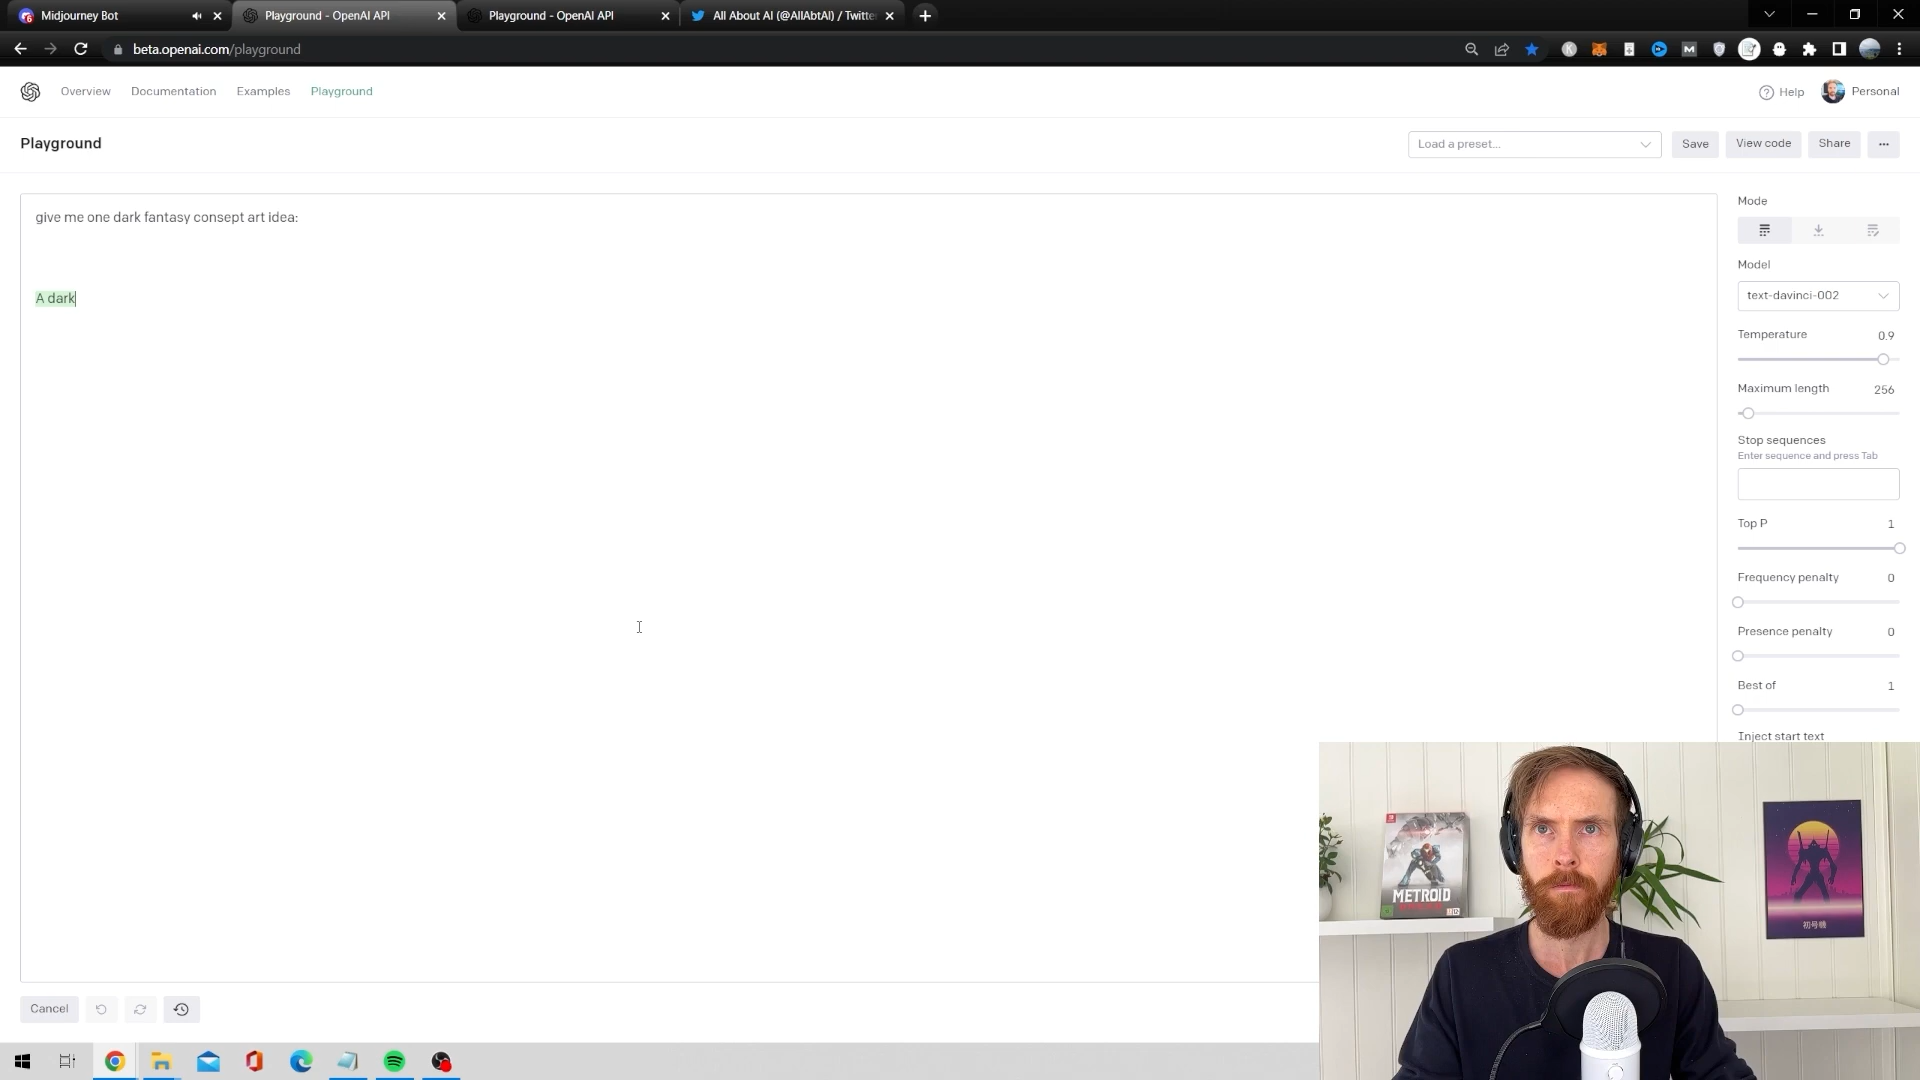 Midjourney Bot
Playground - OpenAI API
Playground - OpenAI API
All About AI (@AllAbtAI) / Twitte
beta.openai.com/playground
Overview
Documentation
Examples
Playground
Help
Personal
Playground
Load a preset...
Save
View code
Share
give me one dark fantasy consept art idea:
A dark
Mode
Model
text-davinci-002
Temperature
0.9
Maximum length
256
Stop sequences
Enter sequence and press Tab
Top P
1
Frequency penalty
0
Presence penalty
0
Best of
1
Inject start text
METROID
初号機
Cancel